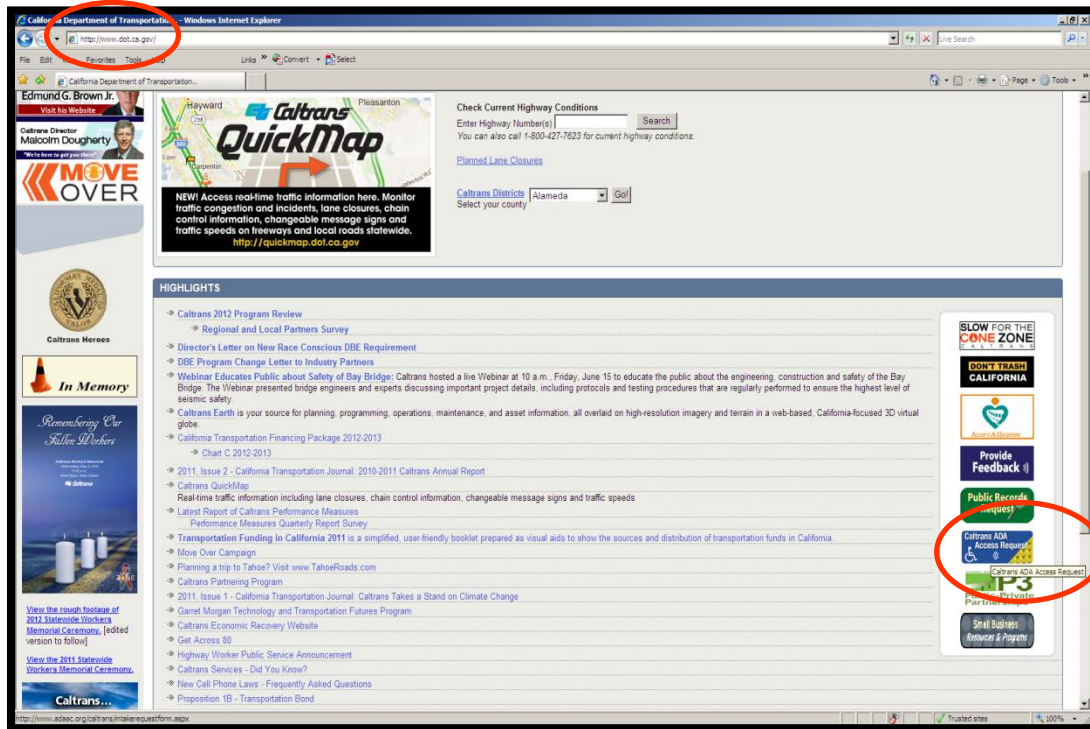 California Department of Transportation - Windows Internet Explorer
http://www.dot.ca.gov/
Live Search
File Edit Favorites Tools Help Links » Convert Select
California Department of Transportation..
Page Tools »
Edmund G. Brown Jr.
Visit his Website
Caltrans Director
Malcolm Dougherty
"We're here to get you there"
MOVE
OVER
Caltrans Heroes
In Memory
Remembering Our
Fallen Workers
Caltrans
View the rough footage of
2012 Statewide Workers
Memorial Ceremony. [edited
version to follow]
View the 2011 Statewide
Workers Memorial Ceremony.
Caltrans...
Hayward
Pleasanton
238
Carpenter
Caltrans
QuickMap
NEW! Access real-time traffic information here. Monitor
traffic congestion and incidents, lane closures, chain
control information, changeable message signs and
traffic speeds on freeways and local roads statewide.
http://quickmap.dot.ca.gov
Check Current Highway Conditions
Enter Highway Number(s) Search
You can also call 1-800-427-7623 for current highway conditions.
Planned Lane Closures
Caltrans Districts Alameda Go!
Select your county
HIGHLIGHTS
Caltrans 2012 Program Review
Regional and Local Partners Survey
Director's Letter on New Race Conscious DBE Requirement
DBE Program Change Letter to Industry Partners
Webinar Educates Public about Safety of Bay Bridge: Caltrans hosted a live Webinar at 10 a.m., Friday, June 15 to educate the public about the engineering, construction and safety of the Bay
Bridge. The Webinar presented bridge engineers and experts discussing important project details, including protocols and testing procedures that are regularly performed to ensure the highest level of
seismic safety.
Caltrans Earth is your source for planning, programming, operations, maintenance, and asset information, all overlaid on high-resolution imagery and terrain in a web-based, California-focused 3D virtual
globe.
California Transportation Financing Package 2012-2013
Chart C 2012-2013
2011, Issue 2 - California Transportation Journal: 2010-2011 Caltrans Annual Report
Caltrans QuickMap
Real-time traffic information including lane closures, chain control information, changeable message signs and traffic speeds
Latest Report of Caltrans Performance Measures
Performance Measures Quarterly Report Survey
Transportation Funding in California 2011 is a simplified, user-friendly booklet prepared as visual aids to show the sources and distribution of transportation funds in California.
Move Over Campaign
Planning a trip to Tahoe? Visit www.TahoeRoads.com
Caltrans Partnering Program
2011, Issue 1 - California Transportation Journal: Caltrans Takes a Stand on Climate Change
Garret Morgan Technology and Transportation Futures Program
Caltrans Economic Recovery Website
Get Across 80
Highway Worker Public Service Announcement
Caltrans Services - Did You Know?
New Cell Phone Laws - Frequently Asked Questions
Proposition 1B - Transportation Bond
SLOW FOR THE
CONE ZONE
CALTRANS
DON'T TRASH
CALIFORNIA
Provide
Feedback
Public Records
Request
Caltrans ADA
Access Request
Caltrans ADA Access Request
P3
Public-Private
Partnerships
Small Business
Resources & Programs
http://www.adaac.org/caltrans/intakerequestform.aspx
Trusted sites
100%